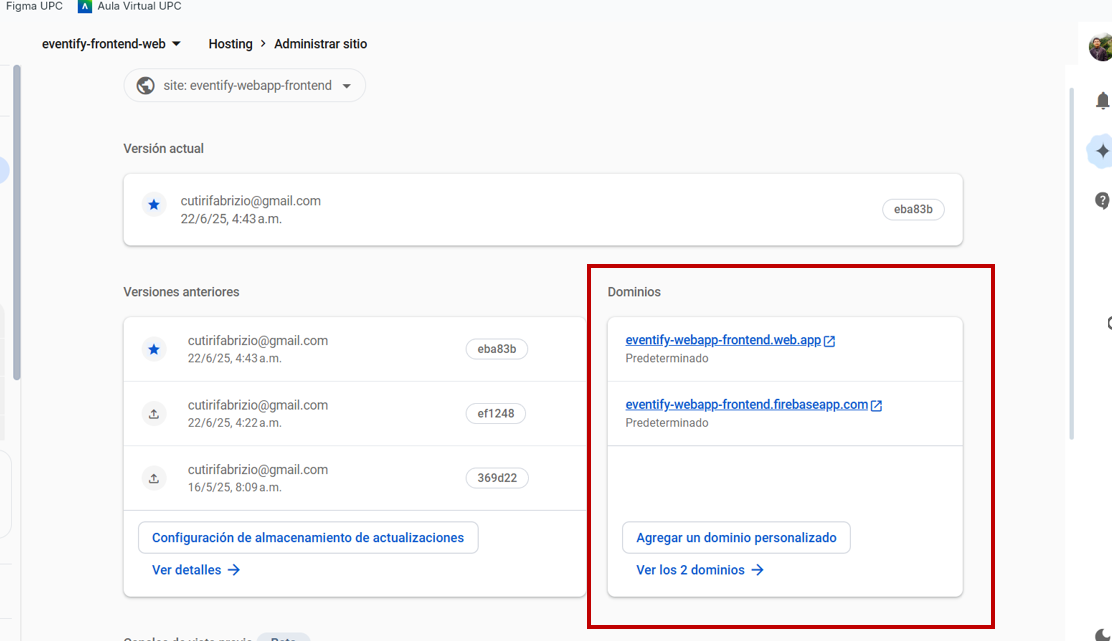 Figma UPC
Aula Virtual UPC
eventify-frontend-web
Hosting > Administrar sitio
site: eventify-webapp-frontend
Versión actual
cutirifabrizio@gmail.com
22/6/25, 4:43 a.m.
eba83b
Versiones anteriores
cutirifabrizio@gmail.com
22/6/25, 4:43 a.m.
eba83b
cutirifabrizio@gmail.com
22/6/25, 4:22 a.m.
ef1248
cutirifabrizio@gmail.com
16/5/25, 8:09 a.m.
369d22
Configuración de almacenamiento de actualizaciones
Ver detalles
Dominios
eventify-webapp-frontend.web.app
Predeterminado
eventify-webapp-frontend.firebaseapp.com
Predeterminado
Agregar un dominio personalizado
Ver los 2 dominios